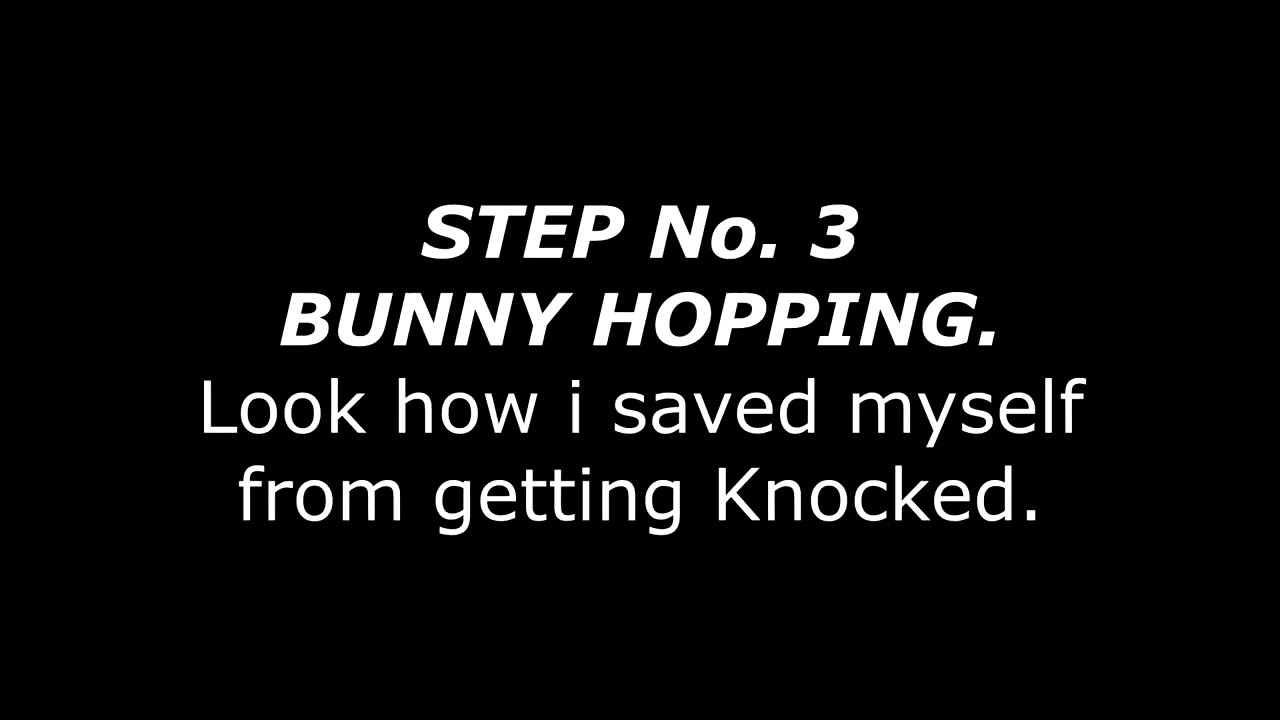 STEP No. 3
BUNNY HOPPING.
Look how i saved myself
from getting Knocked.